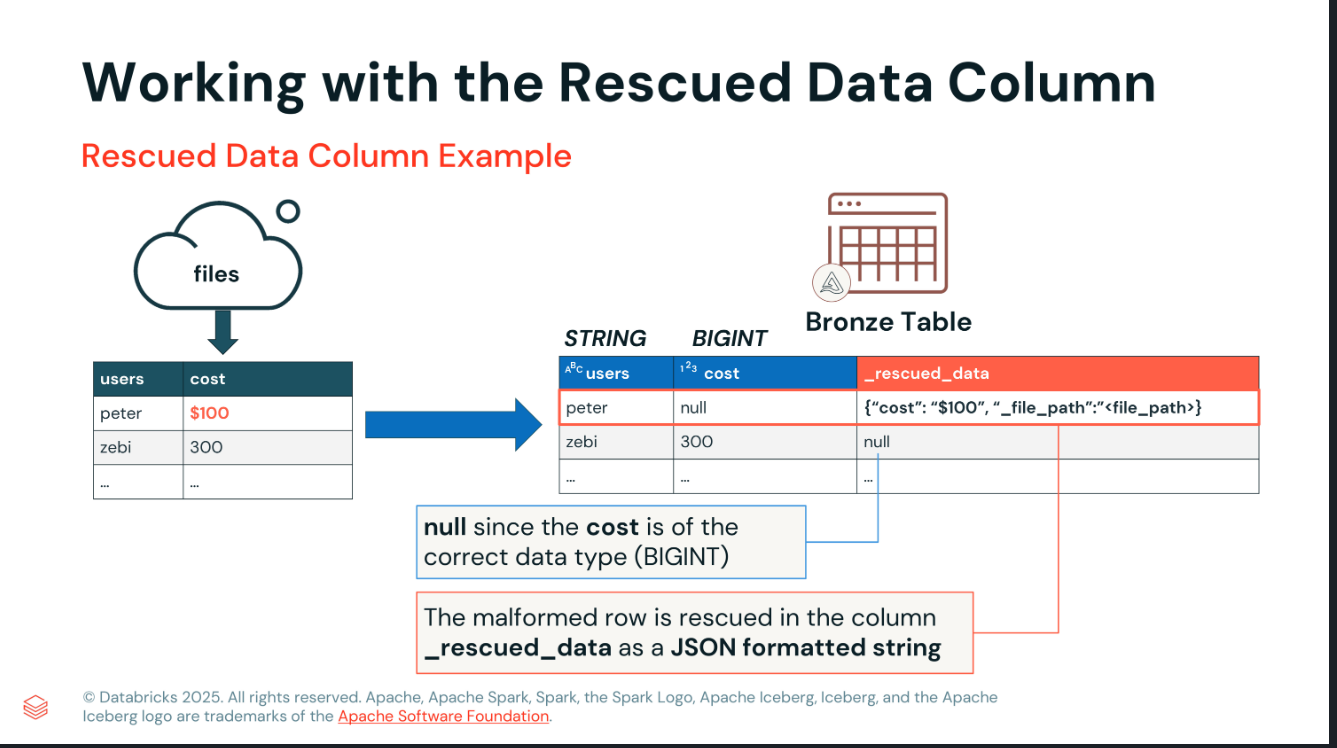 Working with the Rescued Data Column
Rescued Data Column Example
files
users cost
peter $100
zebi 300
... ...
Bronze Table
STRING BIGINT
ABC users 123 cost _rescued_data
peter null {“cost”: “$100”, “_file_path”:”<file_path>}
zebi 300 null
... ... ...
null since the cost is of the
correct data type (BIGINT)
The malformed row is rescued in the column
_rescued_data as a JSON formatted string
© Databricks 2025. All rights reserved. Apache, Apache Spark, Spark, the Spark Logo, Apache Iceberg, Iceberg, and the Apache
Iceberg logo are trademarks of the Apache Software Foundation.